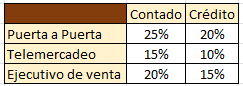 Contado Crédito
Puerta a Puerta 25% 20%
Telemercadeo 15% 10%
Ejecutivo de venta 20% 15%